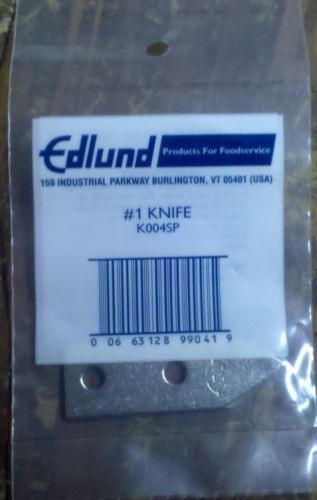 Edlund Products For Foodservice
159 INDUSTRIAL PARKWAY BURLINGTON, VT 05401 (USA)
#1 KNIFE
K004SP
0 06 63128 99041 9